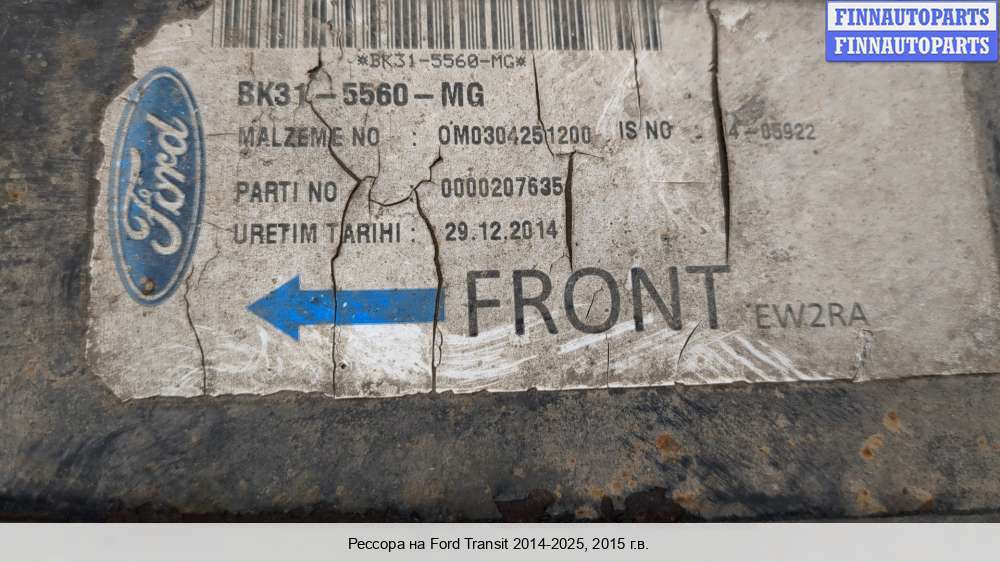 FINNAUTOPARTS
FINNAUTOPARTS
*BK31-5560-MG*
BK31-5560-MG
MALZEME NO : 0M0304251200 IS NO : 4-05922
PARTI NO 0000207635
URETIM TARIHI : 29.12.2014
Ford
FRONT EW2RA
Рессора на Ford Transit 2014-2025, 2015 г.в.